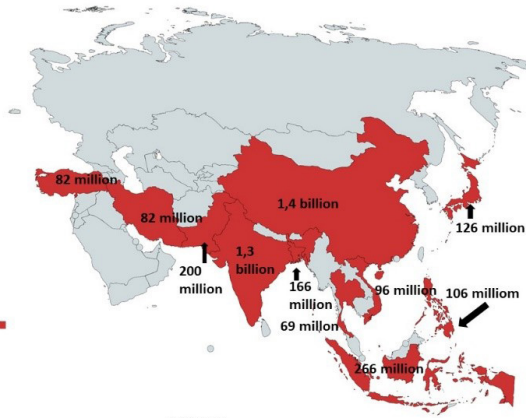 82 million
82 million
1,4 billion
126 million
1,3
billion
200
million
166
million
96 million
106 milliom
69 millon
266 million